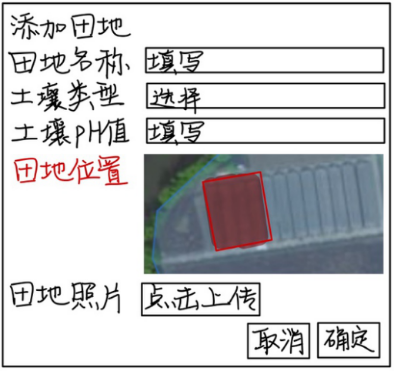 添加田地
田地名称 填写
土壤类型 选择
土壤pH值 填写
田地位置
田地照片 点击上传
取消 确定